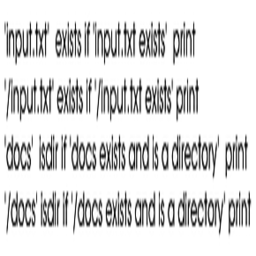 'input.txt' exists if 'input.txt exists' print
'/input.txt' exists if '/input.txt exists' print
'docs' isdir if 'docs exists and is a directory' print
'/docs' isdir if '/docs exists and is a directory' print